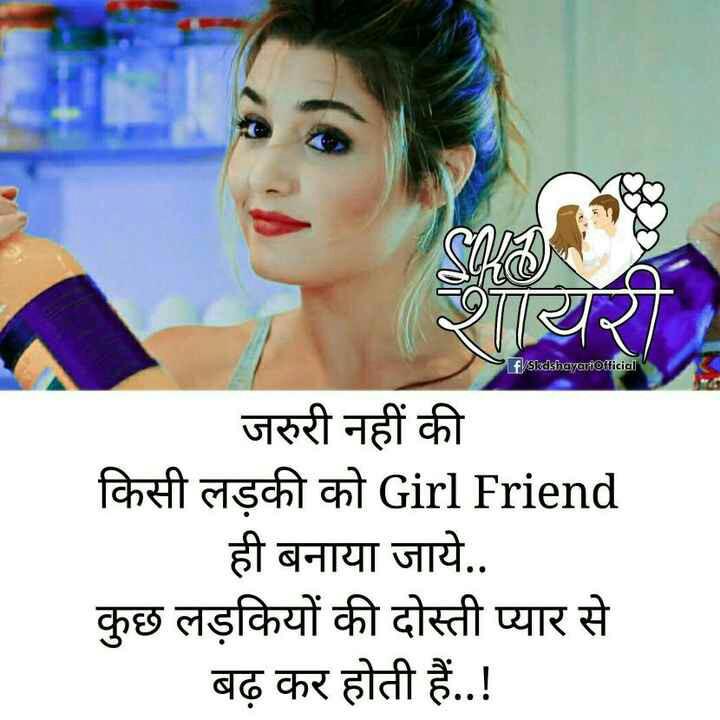 SKD
शायरी
f/SkdshayariOfficial
जरुरी नहीं की
किसी लड़की को Girl Friend
ही बनाया जाये..
कुछ लड़कियों की दोस्ती प्यार से
बढ़ कर होती हैं..!